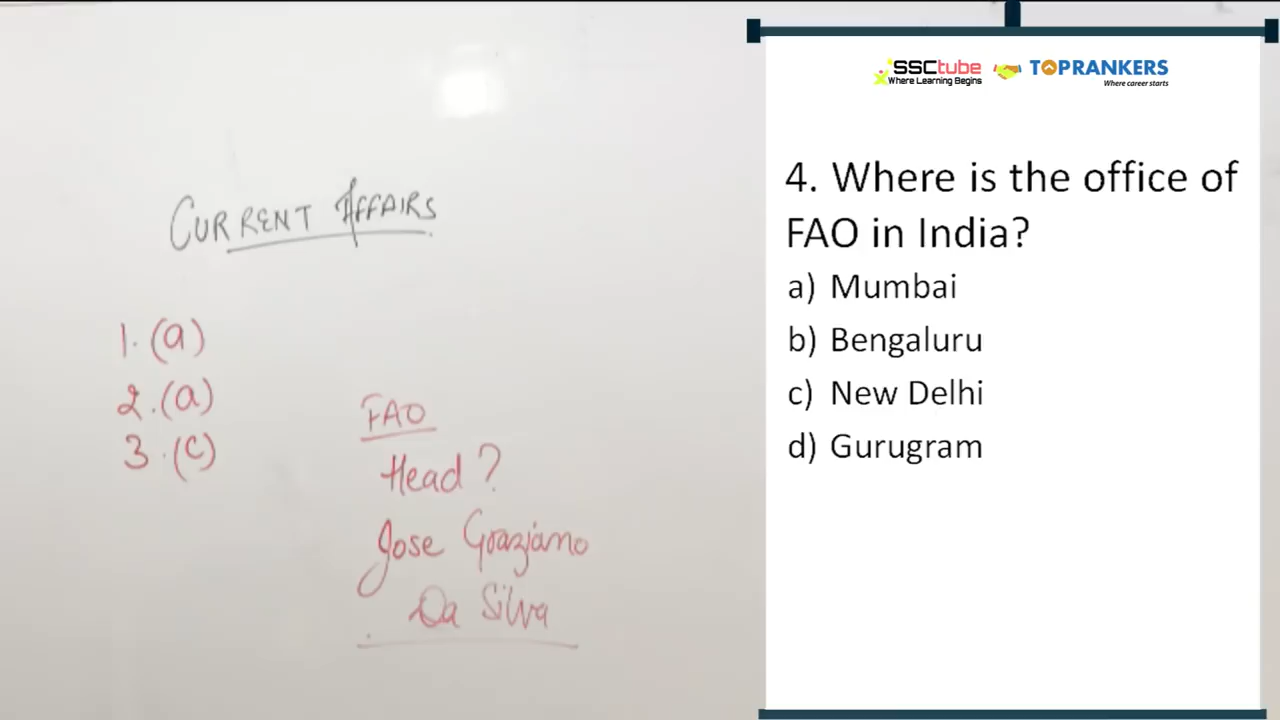 CURRENT AFFAIRS
1. (a)
2. (a)
3. (c)
FAO
Head ?
Jose Graziano
Da Silva
SSCtube
Where Learning Begins
TOPRANKERS
Where career starts
4. Where is the office of
FAO in India?
a) Mumbai
b) Bengaluru
c) New Delhi
d) Gurugram